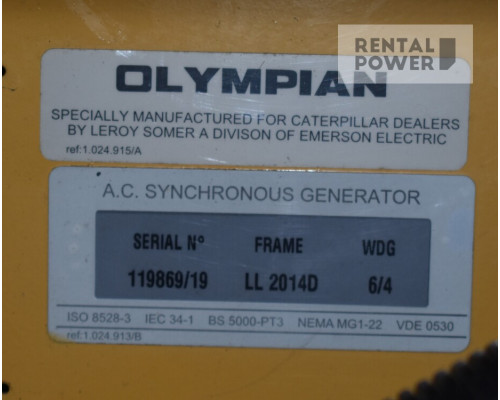 RENTAL
POWER
OLYMPIAN
SPECIALLY MANUFACTURED FOR CATERPILLAR DEALERS
BY LEROY SOMER A DIVISON OF EMERSON ELECTRIC
ref:1.024.915/A
A.C. SYNCHRONOUS GENERATOR
SERIAL Nº FRAME WDG
119869/19 LL 2014D 6/4
ISO 8528-3 IEC 34-1 BS 5000-PT3 NEMA MG1-22 VDE 0530
ref:1.024.913/B